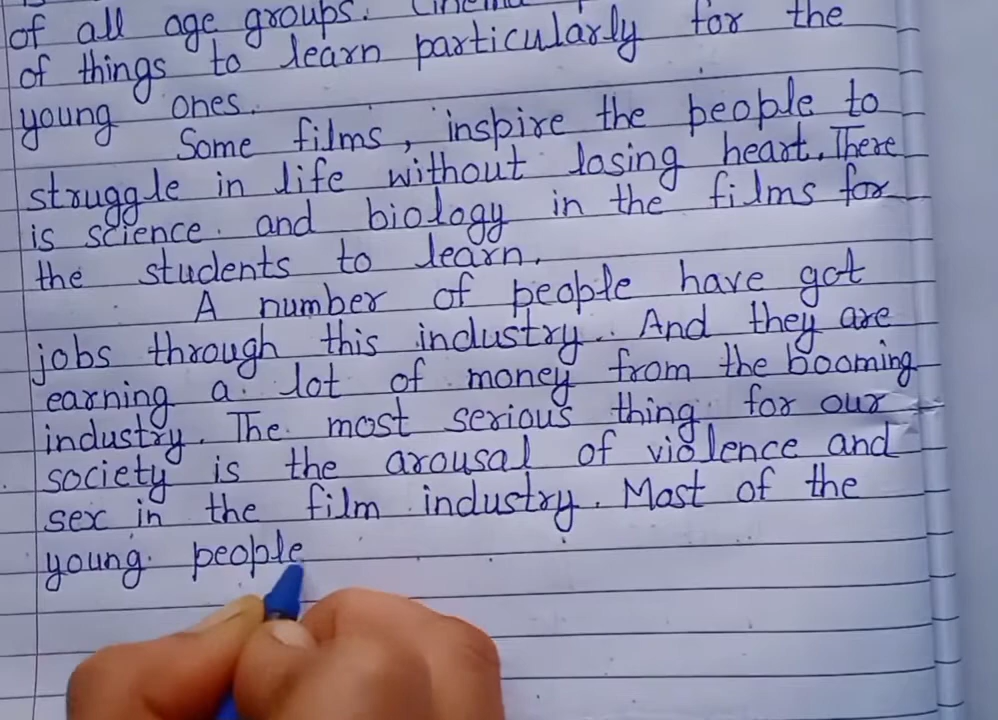 of all age groups. Cinema
of things to learn particularly for the
young ones.
Some films, inspire the people to
struggle in life without losing heart. There
is science and biology in the films for
the students to learn.
A number of people have got
jobs through this industry. And they are
earning a lot of money from the booming
industry. The most serious thing for our
society is the arousal of violence and
sex in the film industry. Most of the
young people